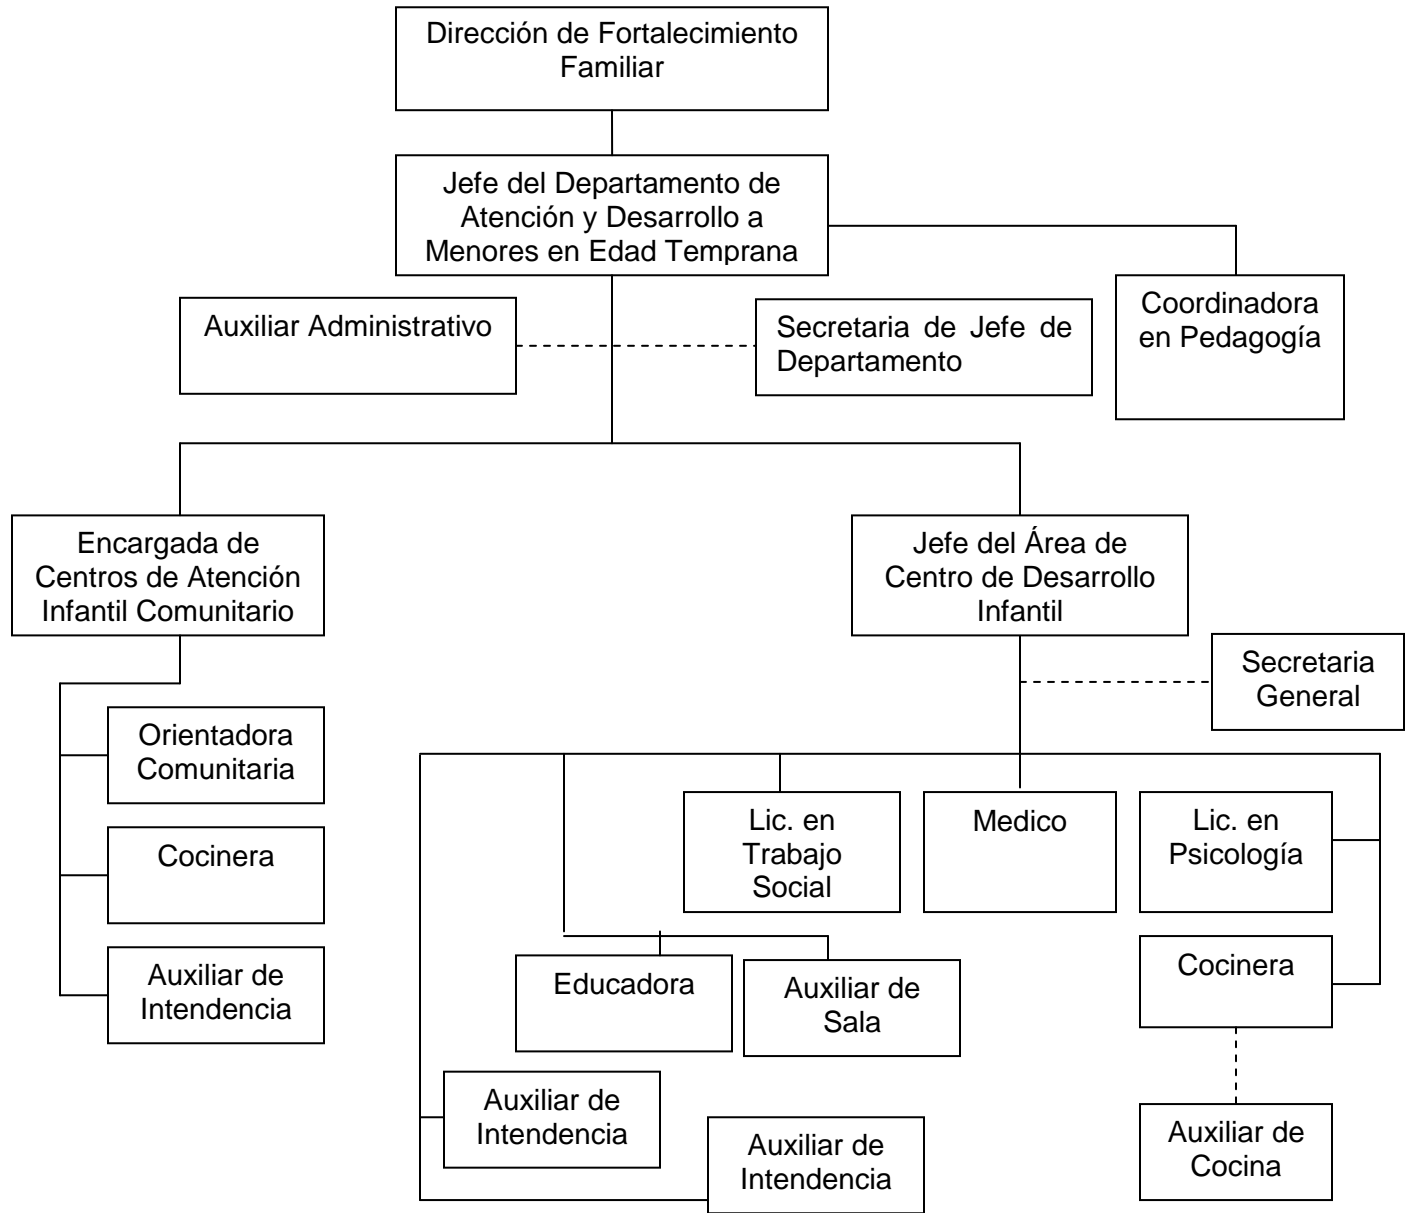 Dirección de Fortalecimiento
Familiar
Jefe del Departamento de
Atención y Desarrollo a
Menores en Edad Temprana
Auxiliar Administrativo
Secretaria de Jefe de
Departamento
Coordinadora
en Pedagogía
Encargada de
Centros de Atención
Infantil Comunitario
Jefe del Área de
Centro de Desarrollo
Infantil
Secretaria
General
Orientadora
Comunitaria
Cocinera
Auxiliar de
Intendencia
Lic. en
Trabajo
Social
Medico
Lic. en
Psicología
Educadora
Auxiliar de
Sala
Cocinera
Auxiliar de
Intendencia
Auxiliar de
Intendencia
Auxiliar de
Cocina